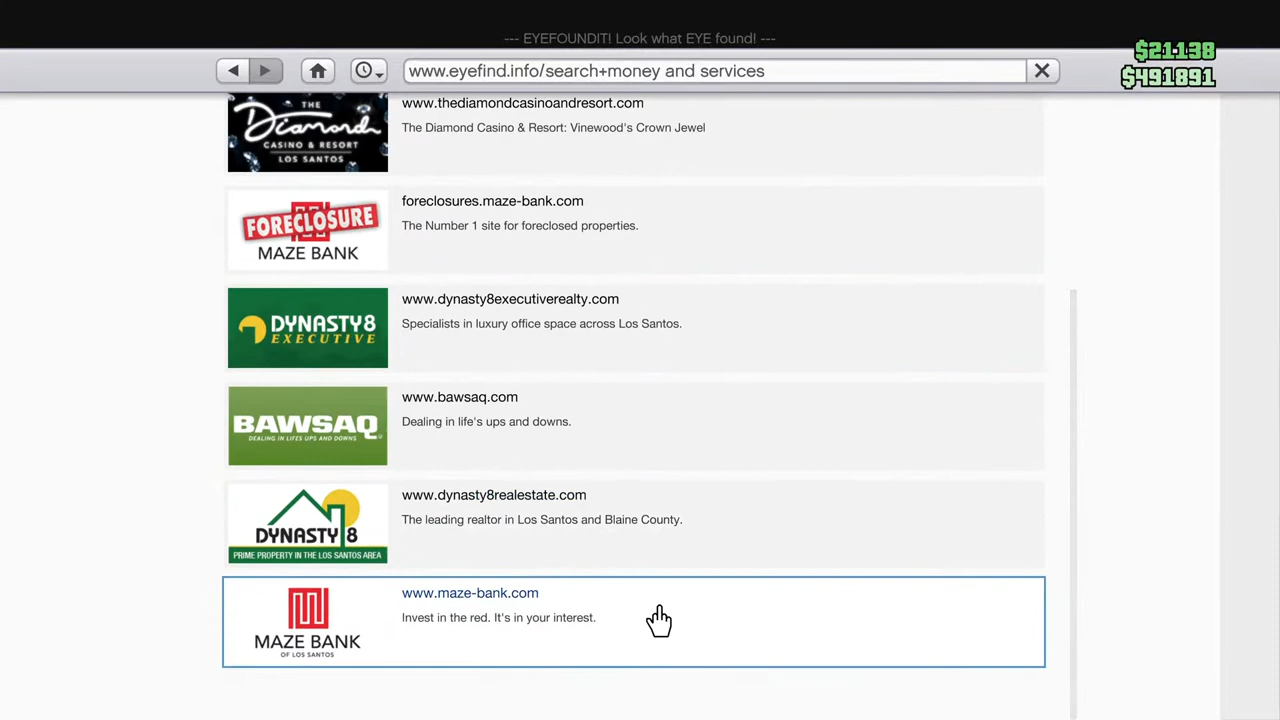 --- EYEFOUNDIT! Look what EYE found! ---
$21138
www.eyefind.info/search+money and services
$491891
THE
Diamond
CASINO & RESORT
LOS SANTOS
www.thediamondcasinoandresort.com
The Diamond Casino & Resort: Vinewood's Crown Jewel
FORECLOSURE
MAZE BANK
foreclosures.maze-bank.com
The Number 1 site for foreclosed properties.
DYNASTY8
EXECUTIVE
www.dynasty8executiverealty.com
Specialists in luxury office space across Los Santos.
BAWSAQ
DEALING IN LIFES UPS AND DOWNS
www.bawsaq.com
Dealing in life's ups and downs.
DYNASTY 8
PRIME PROPERTY IN THE LOS SANTOS AREA
www.dynasty8realestate.com
The leading realtor in Los Santos and Blaine County.
MAZE BANK
OF LOS SANTOS
www.maze-bank.com
Invest in the red. It's in your interest.